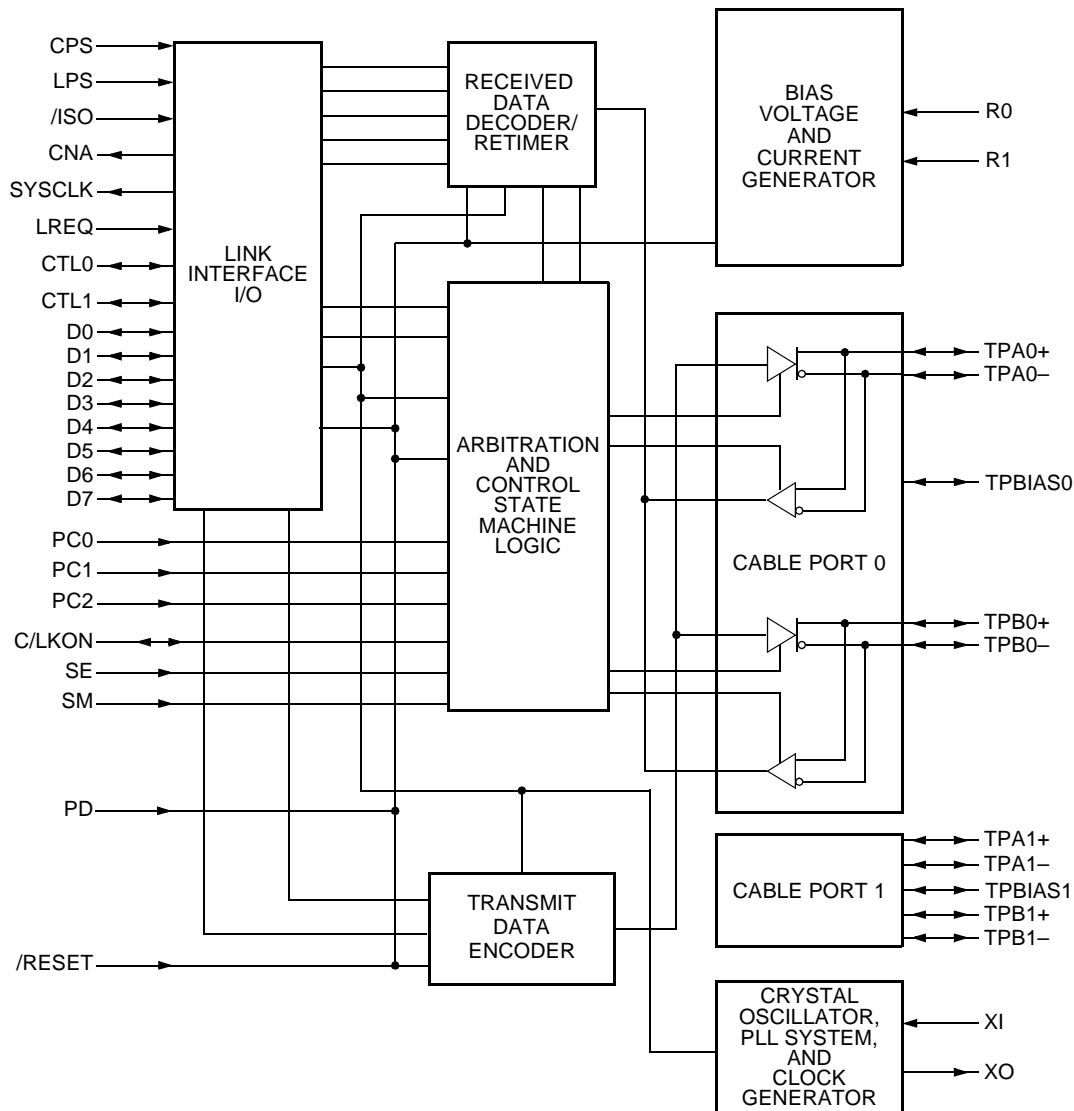 CPS
LPS
/ISO
CNA
SYSCLK
LREQ
CTL0
CTL1
D0
D1
D2
D3
D4
D5
D6
D7
PC0
PC1
PC2
C/LKON
SE
SM
PD
/RESET
LINK
INTERFACE
I/O
RECEIVED
DATA
DECODER/
RETIMER
ARBITRATION
AND
CONTROL
STATE
MACHINE
LOGIC
TRANSMIT
DATA
ENCODER
BIAS
VOLTAGE
AND
CURRENT
GENERATOR
R0
R1
CABLE PORT 0
TPA0+
TPA0–
TPBIAS0
TPB0+
TPB0–
CABLE PORT 1
TPA1+
TPA1–
TPBIAS1
TPB1+
TPB1–
CRYSTAL
OSCILLATOR,
PLL SYSTEM,
AND
CLOCK
GENERATOR
XI
XO